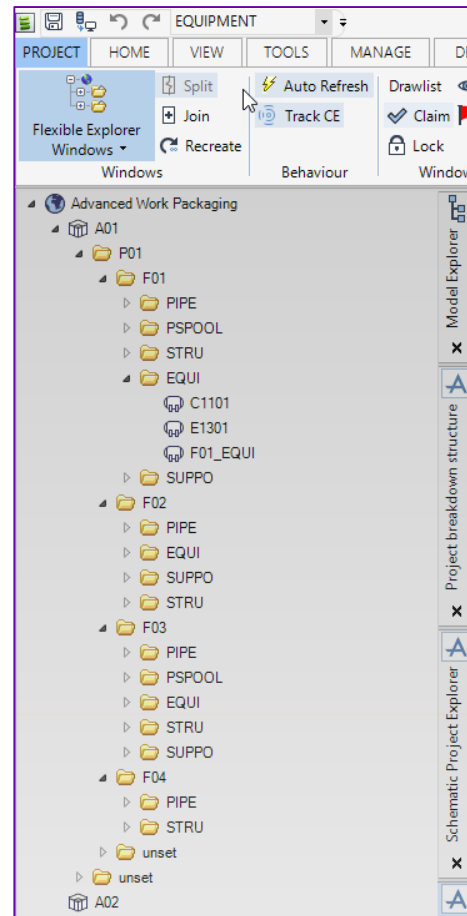 EQUIPMENT
PROJECT HOME VIEW TOOLS MANAGE
Flexible Explorer Windows
Split
Join
Recreate
Windows
Auto Refresh
Track CE
Behaviour
Drawlist
Claim
Lock
Advanced Work Packaging
A01
P01
F01
PIPE
PSPOOL
STRU
EQUI
C1101
E1301
F01_EQUI
SUPPO
F02
PIPE
EQUI
SUPPO
STRU
F03
PIPE
PSPOOL
EQUI
STRU
SUPPO
F04
PIPE
STRU
unset
unset
A02
Model Explorer
Project breakdown structure
Schematic Project Explorer